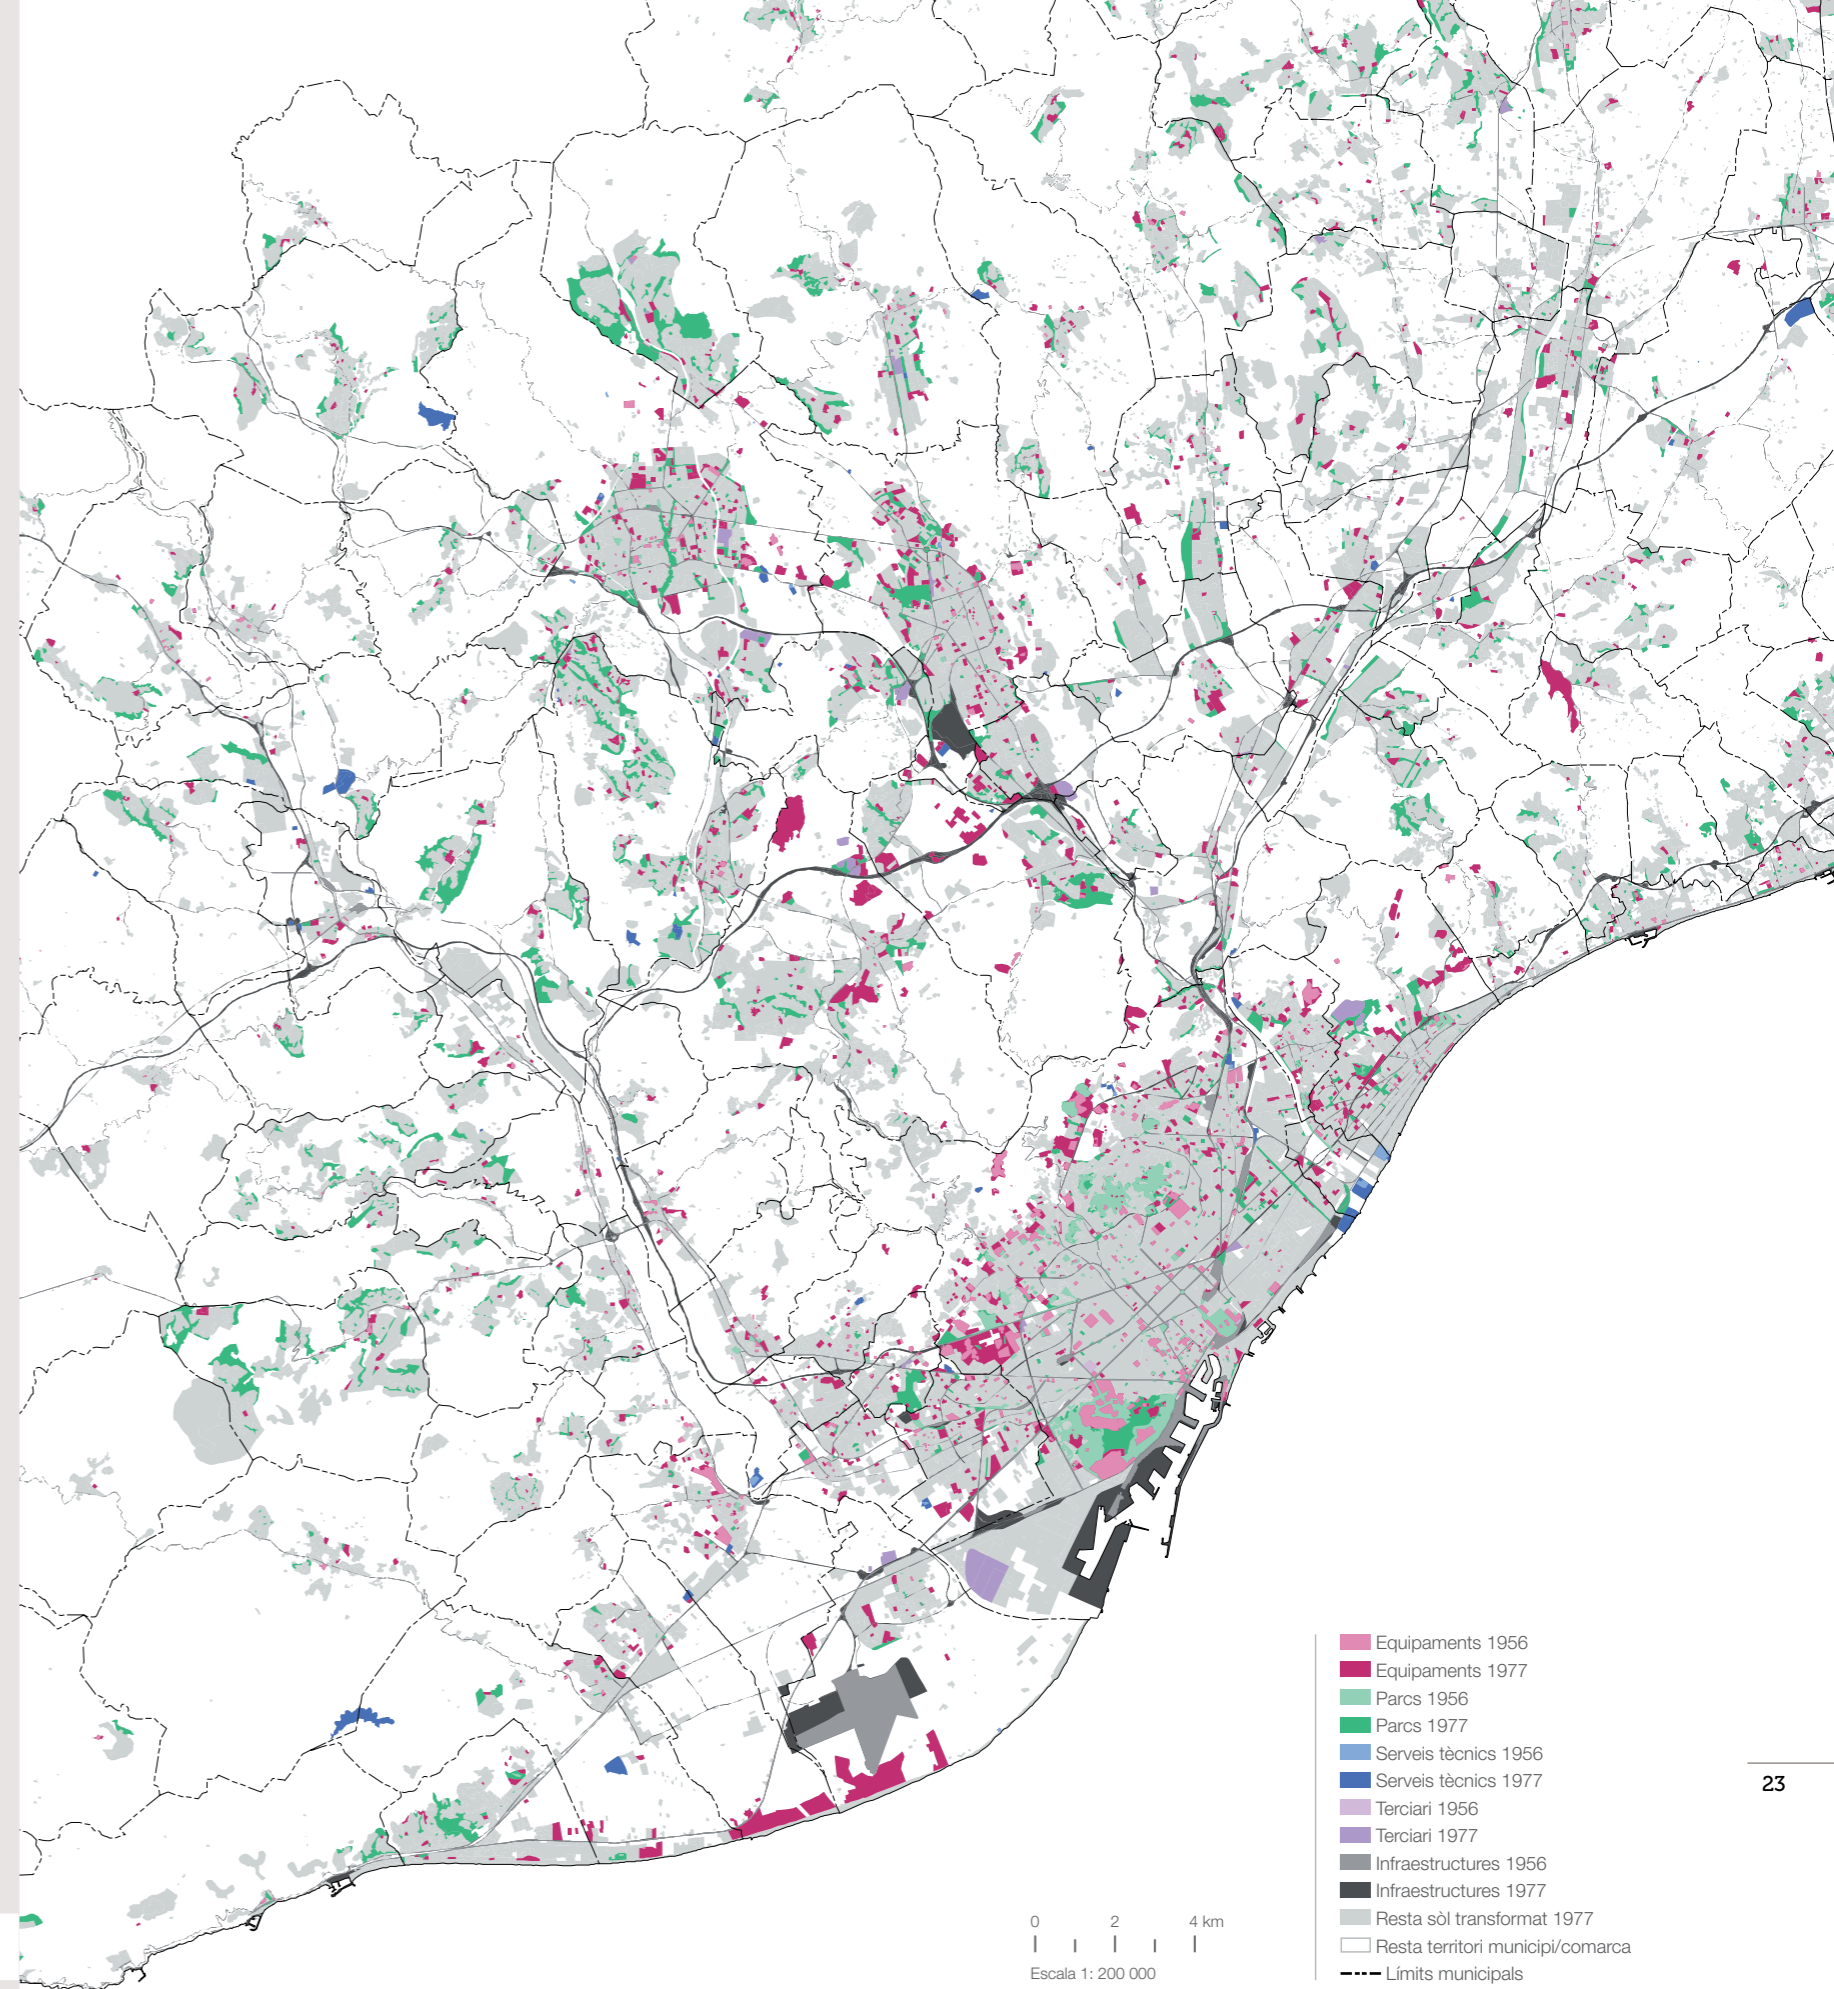 Equipaments 1956
Equipaments 1977
Parcs 1956
Parcs 1977
Serveis tècnics 1956
Serveis tècnics 1977
Terciari 1956
Terciari 1977
Infraestructures 1956
Infraestructures 1977
Resta sòl transformat 1977
Resta territori municipi/comarca
Límits municipals
23
0 2 4 km
Escala 1: 200 000